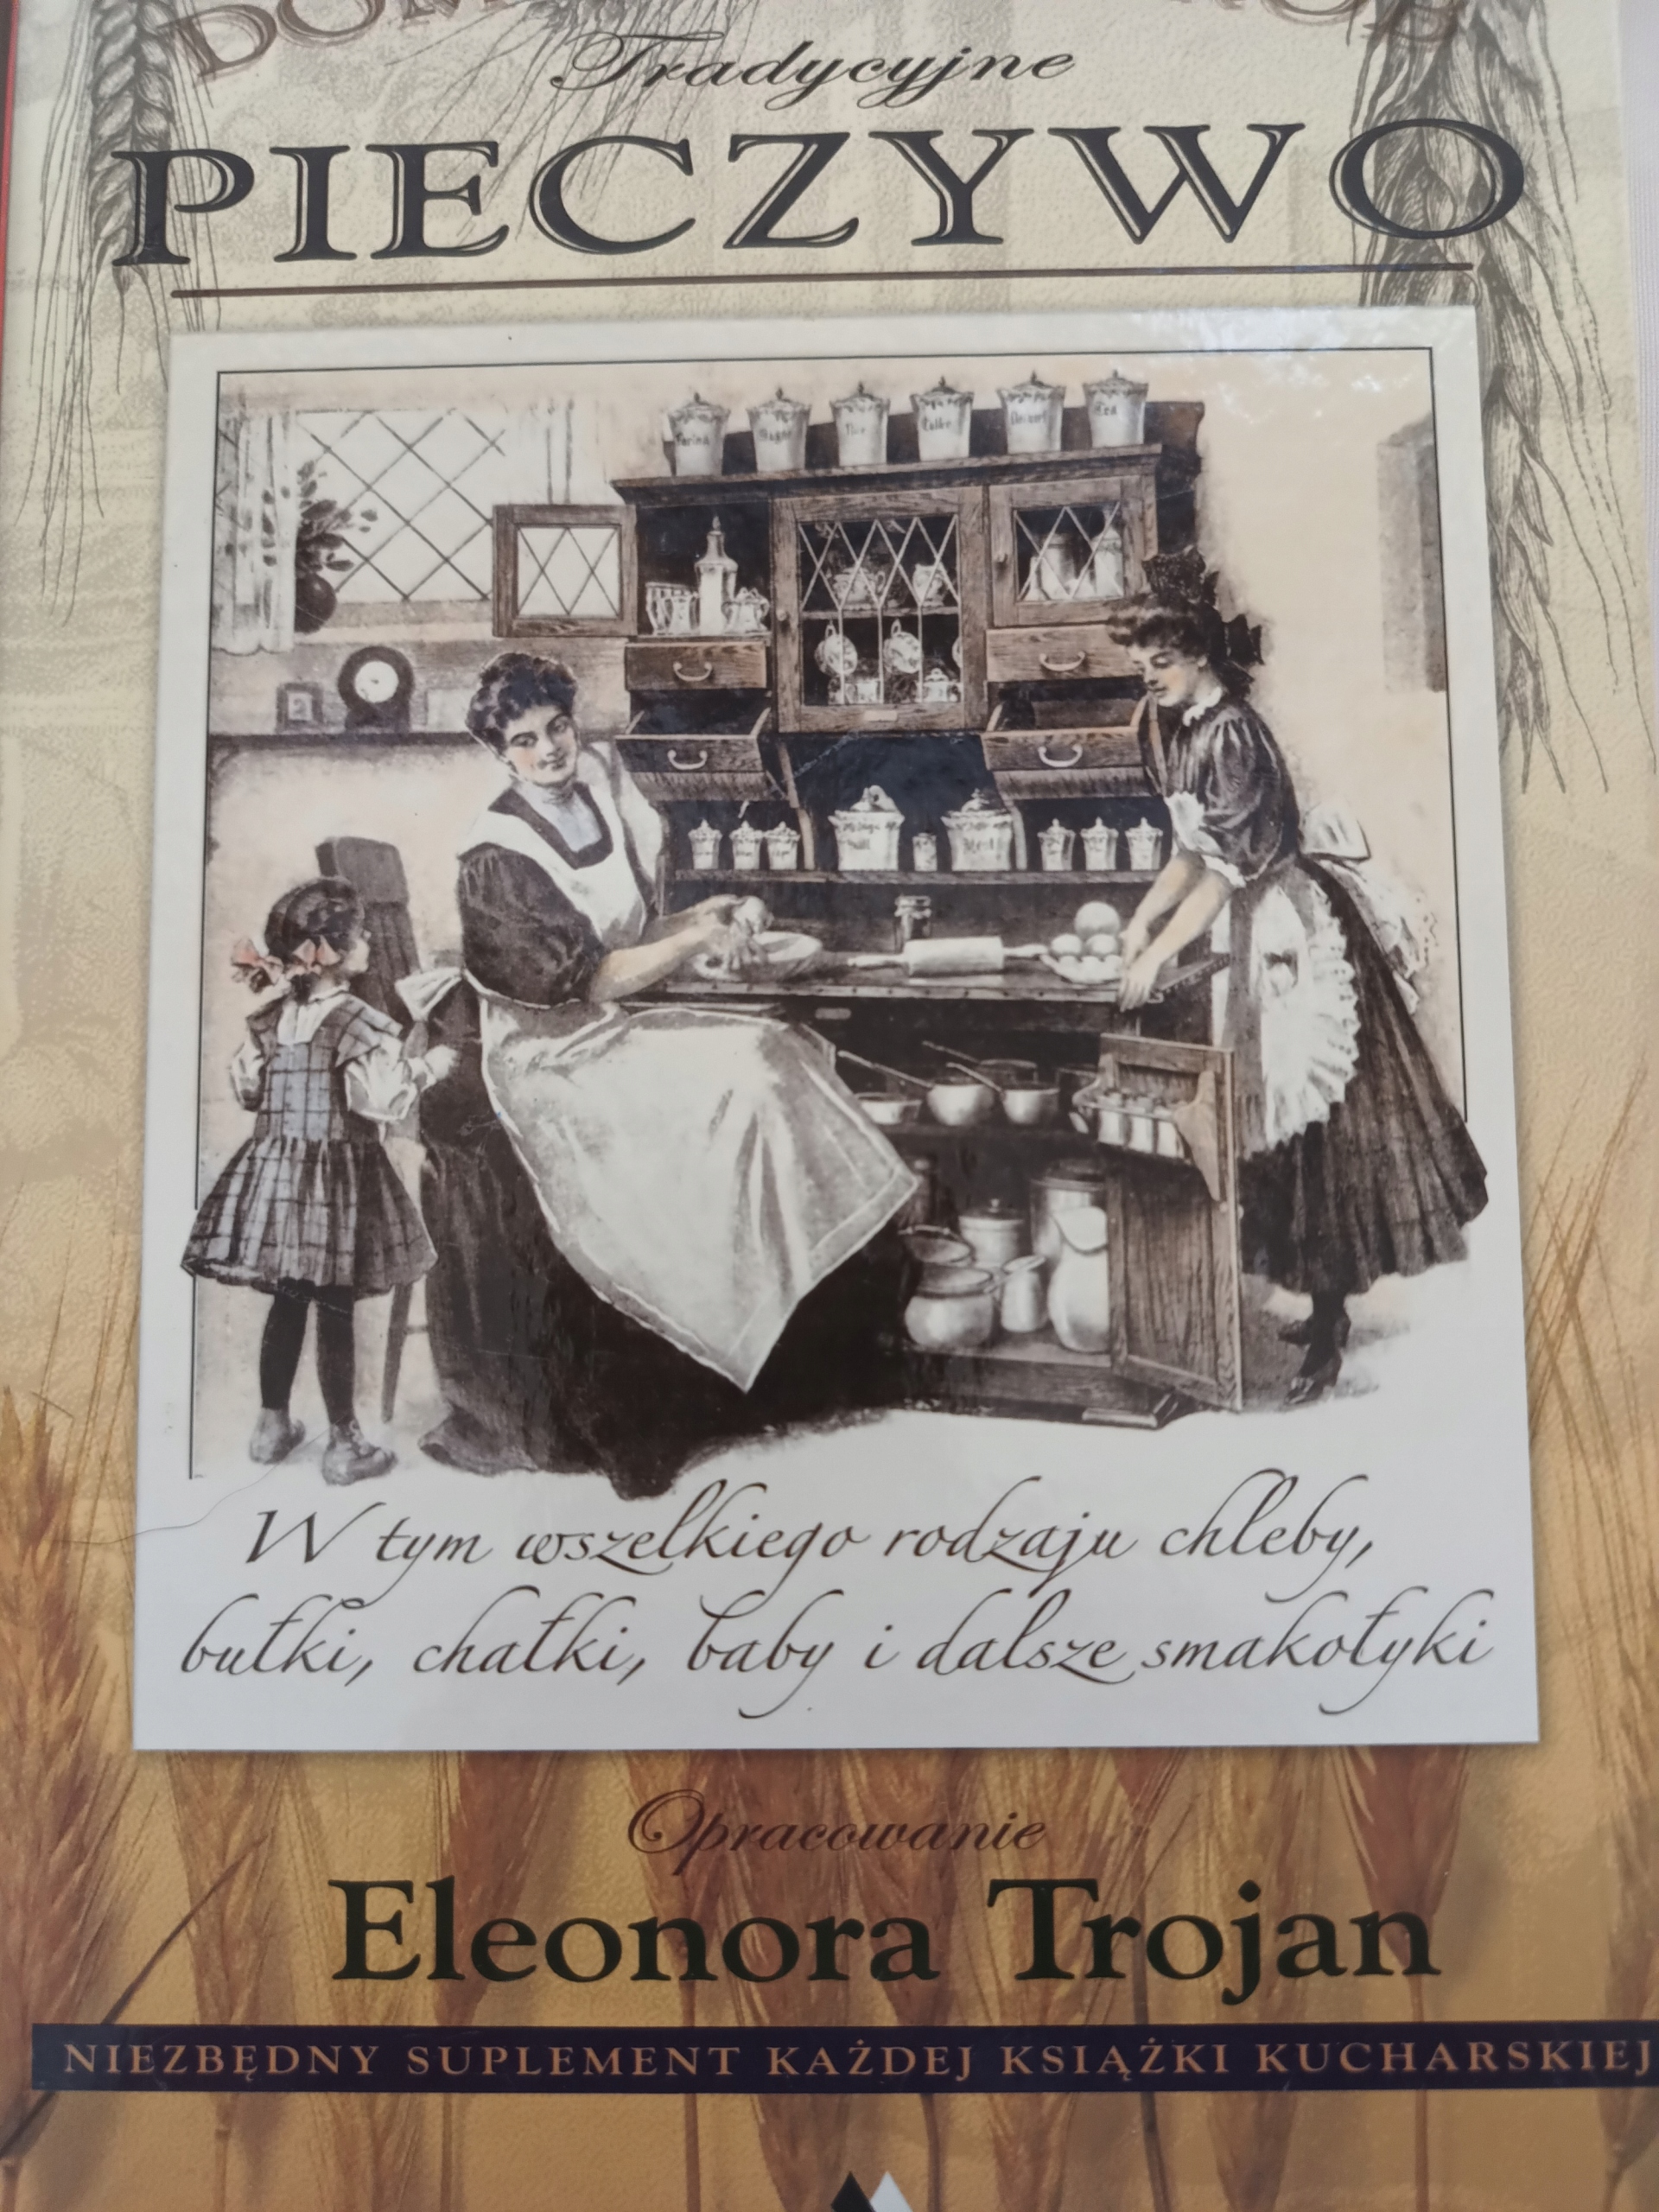 Tradycyjne
PIECZYWO
W tym wszelkiego rodzaju chleby,
bułki, chałki, baby i dalsze smakołyki
Opracowanie
Eleonora Trojan
NIEZBĘDNY SUPLEMENT KAŻDEJ KSIĄŻKI KUCHARSKIEJ